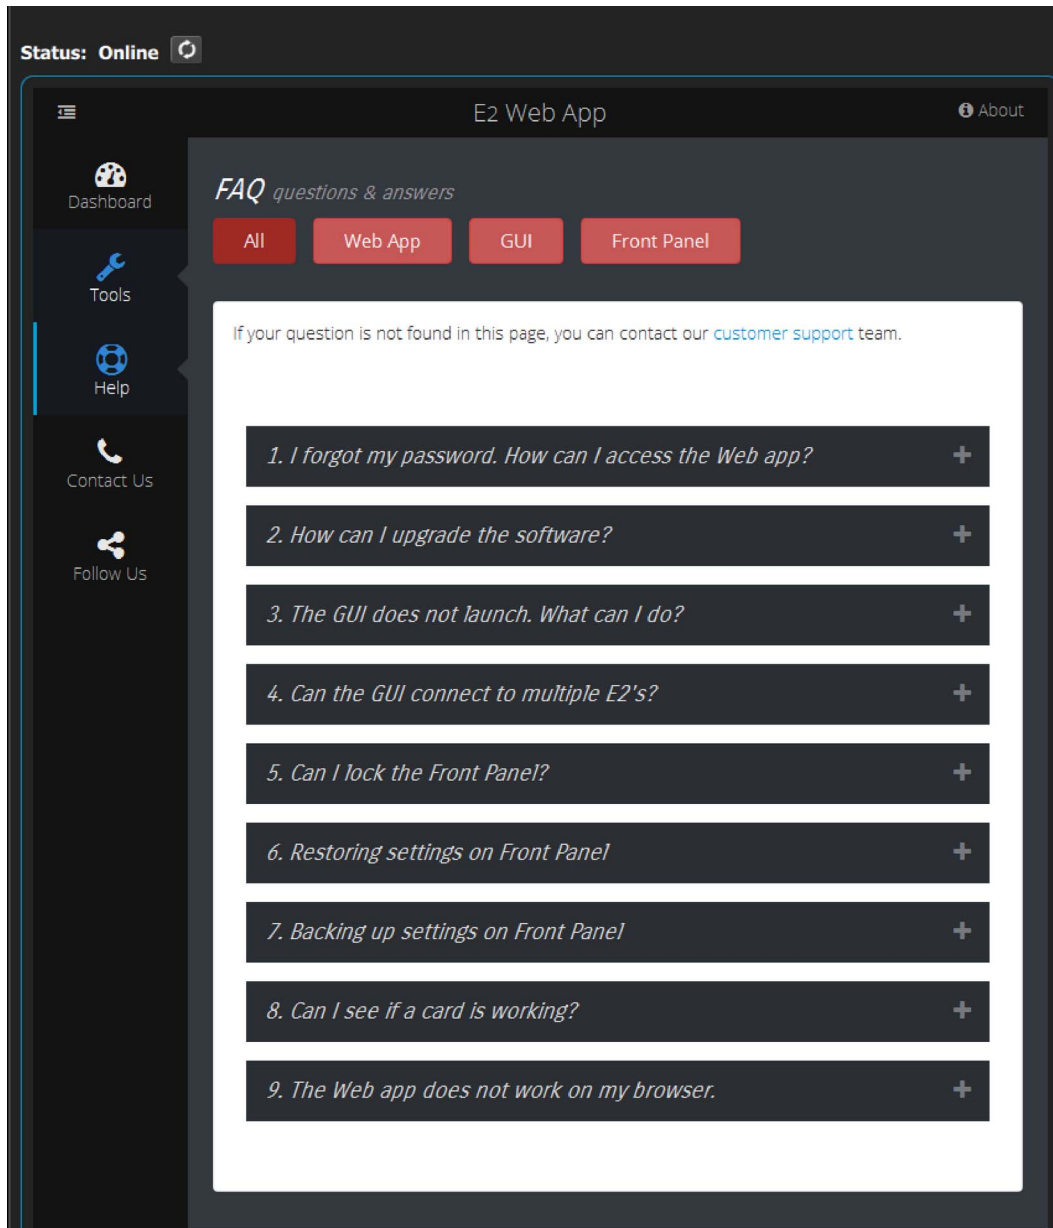 Status: Online
E2 Web App
About
Dashboard
Tools
Help
Contact Us
Follow Us
FAQ questions & answers
All Web App GUI Front Panel
If your question is not found in this page, you can contact our customer support team.
1. I forgot my password. How can I access the Web app?
2. How can I upgrade the software?
3. The GUI does not launch. What can I do?
4. Can the GUI connect to multiple E2's?
5. Can I lock the Front Panel?
6. Restoring settings on Front Panel
7. Backing up settings on Front Panel
8. Can I see if a card is working?
9. The Web app does not work on my browser.